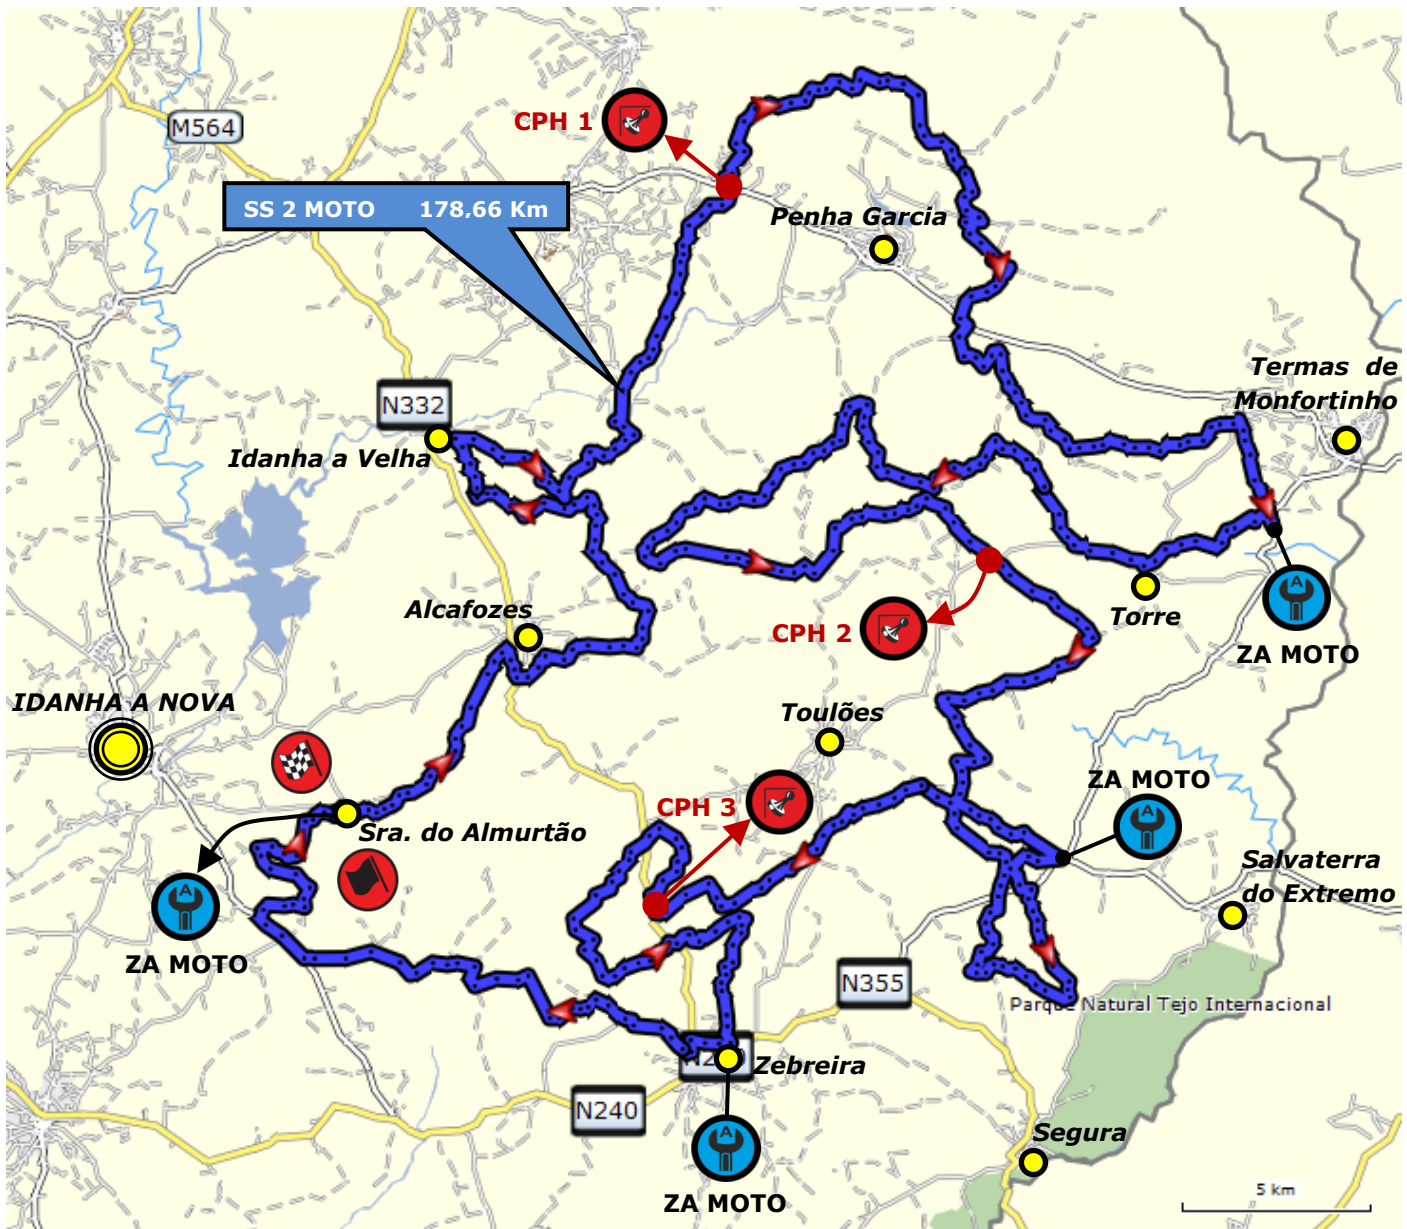 M564
CPH 1
SS 2 MOTO 178,66 Km
Penha Garcia
Termas de
Monfortinho
N332
Idanha a Velha
Alcafozes
CPH 2
Torre
A
ZA MOTO
IDANHA A NOVA
Toulões
ZA MOTO
A
CPH 3
Sra. do Almurtão
Salvaterra
do Extremo
A
ZA MOTO
N355
Parque Natural Tejo Internacional
Zebreira
N240
Segura
A
ZA MOTO
5 km